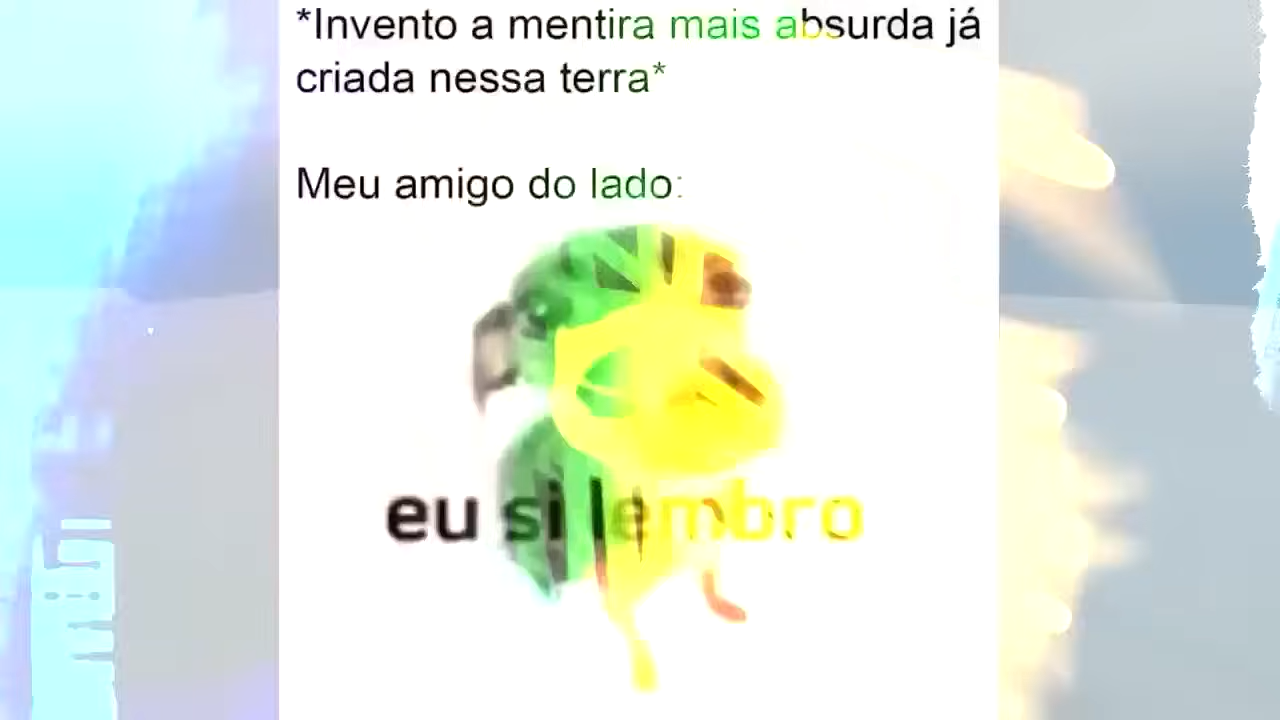 *Invento a mentira mais absurda já
criada nessa terra*
Meu amigo do lado:
eu si lembro